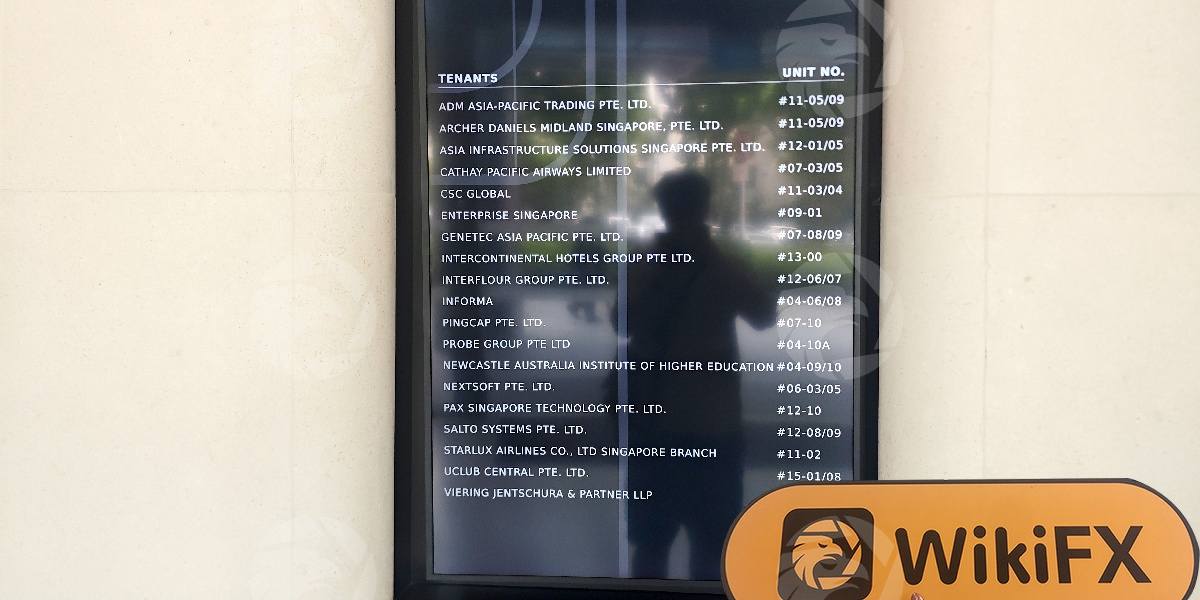 TENANTS UNIT NO.
ADM ASIA-PACIFIC TRADING PTE. LTD. #11-05/09
ARCHER DANIELS MIDLAND SINGAPORE, PTE. LTD. #11-05/09
ASIA INFRASTRUCTURE SOLUTIONS SINGAPORE PTE. LTD. #12-01/05
CATHAY PACIFIC AIRWAYS LIMITED #07-03/05
CSC GLOBAL #11-03/04
ENTERPRISE SINGAPORE #09-01
GENETEC ASIA PACIFIC PTE. LTD. #07-08/09
INTERCONTINENTAL HOTELS GROUP PTE LTD. #13-00
INTERFLOUR GROUP PTE. LTD. #12-06/07
INFORMA #04-06/08
PINGCAP PTE. LTD. #07-10
PROBE GROUP PTE LTD #04-10A
NEWCASTLE AUSTRALIA INSTITUTE OF HIGHER EDUCATION #04-09/10
NEXTSOFT PTE. LTD. #06-03/05
PAX SINGAPORE TECHNOLOGY PTE. LTD. #12-10
SALTO SYSTEMS PTE. LTD. #12-08/09
STARLUX AIRLINES CO., LTD SINGAPORE BRANCH #11-02
UCLUB CENTRAL PTE. LTD. #15-01/08
VIERING JENTSCHURA & PARTNER LLP
WikiFX